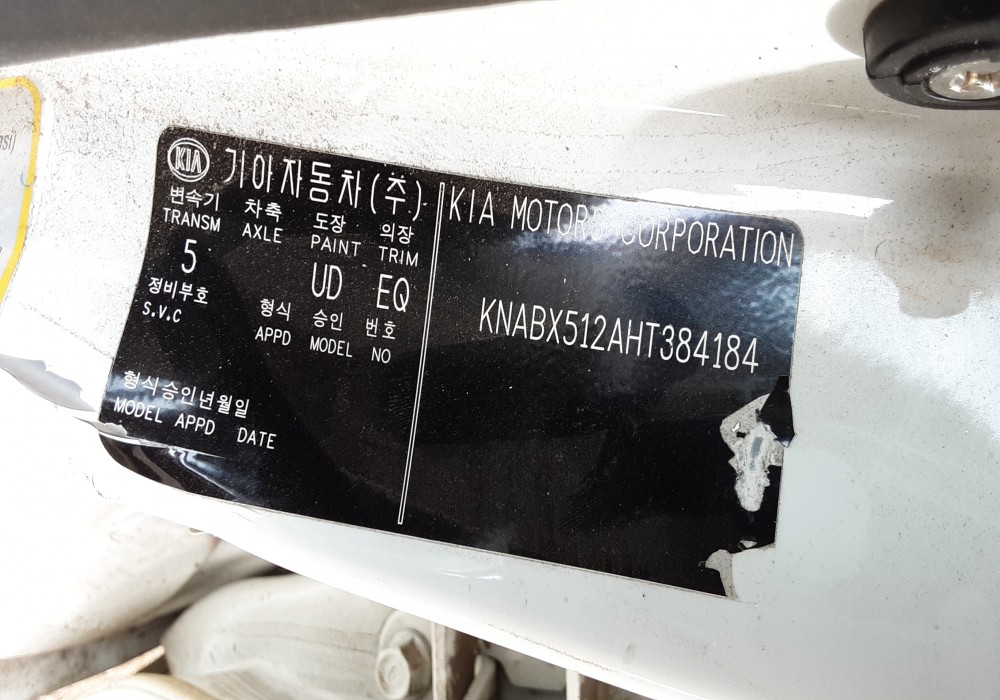 KIA 기아자동차(주)
변속기 차축 도장 의장
TRANSM AXLE PAINT TRIM
5 UD EQ
정비부호 형식 승인 번호
S.V.C APPD MODEL NO
형식승인년월일
MODEL APPD DATE
KIA MOTORS CORPORATION
KNABX512AHT384184